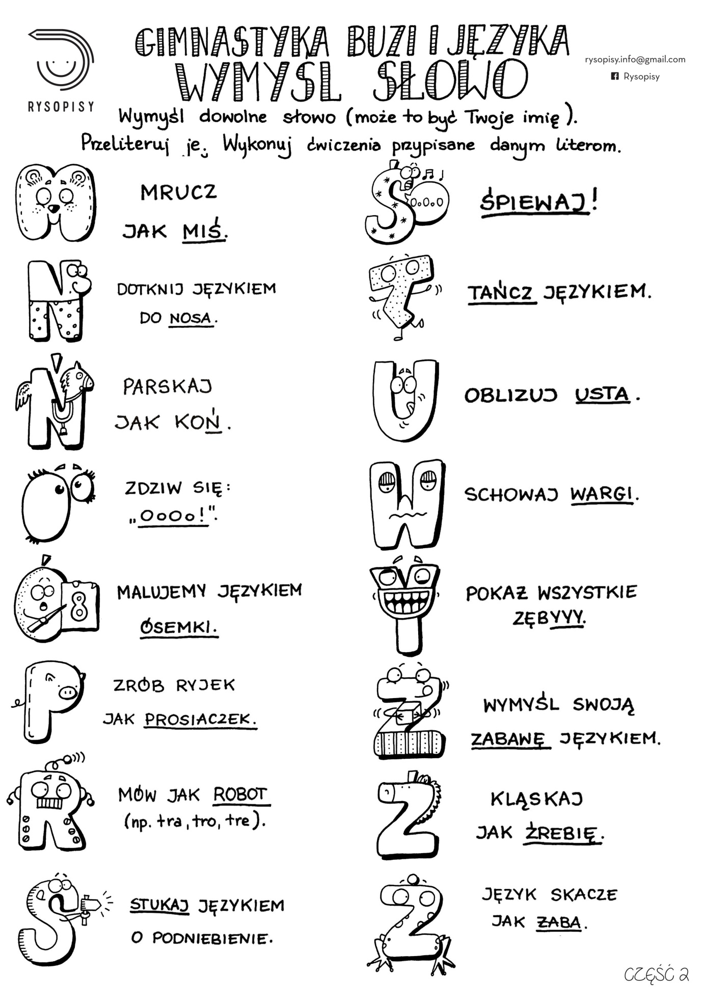 GIMNASTYKA BUZI I JĘZYKA
WYMYŚL SŁOWO
rysopisy.info@gmail.com
Rysopisy
RYSOPISY
Wymyśl dowolne słowo (może to być Twoje imię).
Przeliteruj je. Wykonuj ćwiczenia przypisane danym literom.
M
MRUCZ
JAK MIŚ.
N
DOTKNIJ JĘZYKIEM
DO NOSA.
Ń
PARSKAJ
JAK KOŃ.
O
ZDZIW SIĘ:
„OoOo!".
Ó
8
MALUJEMY JĘZYKIEM
ÓSEMKI.
P
ZRÓB RYJEK
JAK PROSIACZEK.
R
MÓW JAK ROBOT
(np. tra, tro, tre).
S
STUKAJ JĘZYKIEM
O PODNIEBIENIE.
Ś
O.o.O.o
ŚPIEWAJ!
T
TAŃCZ JĘZYKIEM.
U
OBLIZUJ USTA.
W
SCHOWAJ WARGI.
Y
POKAŻ WSZYSTKIE
ZĘBYYY.
Z
WYMYŚL SWOJĄ
ZABAWĘ JĘZYKIEM.
Ź
KLĄSKAJ
JAK ŹREBIĘ.
Ż
JĘZYK SKACZE
JAK ŻABA.
CZĘŚĆ 2